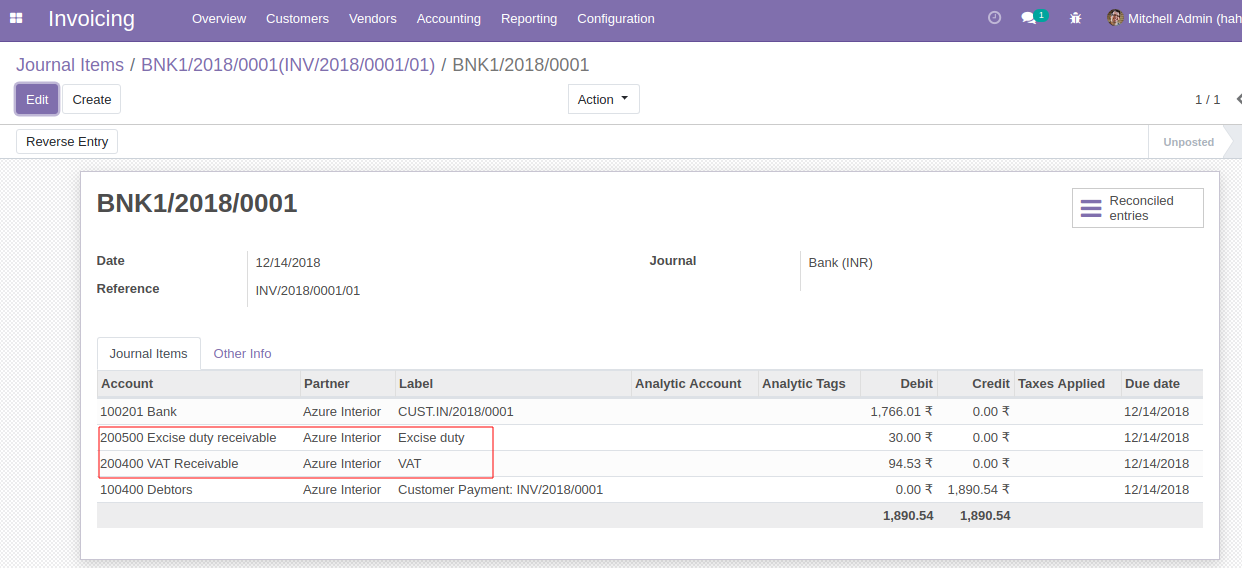 Invoicing Overview Customers Vendors Accounting Reporting Configuration 1 Mitchell Admin (hah
Journal Items / BNK1/2018/0001(INV/2018/0001/01) / BNK1/2018/0001
Edit Create Action 1 / 1
Reverse Entry Unposted
BNK1/2018/0001
Reconciled
entries
Date 12/14/2018 Journal Bank (INR)
Reference INV/2018/0001/01
Journal Items Other Info
Account Partner Label Analytic Account Analytic Tags Debit Credit Taxes Applied Due date
100201 Bank Azure Interior CUST.IN/2018/0001 1,766.01 ₹ 0.00 ₹ 12/14/2018
200500 Excise duty receivable Azure Interior Excise duty 30.00 ₹ 0.00 ₹ 12/14/2018
200400 VAT Receivable Azure Interior VAT 94.53 ₹ 0.00 ₹ 12/14/2018
100400 Debtors Azure Interior Customer Payment: INV/2018/0001 0.00 ₹ 1,890.54 ₹ 12/14/2018
1,890.54 1,890.54